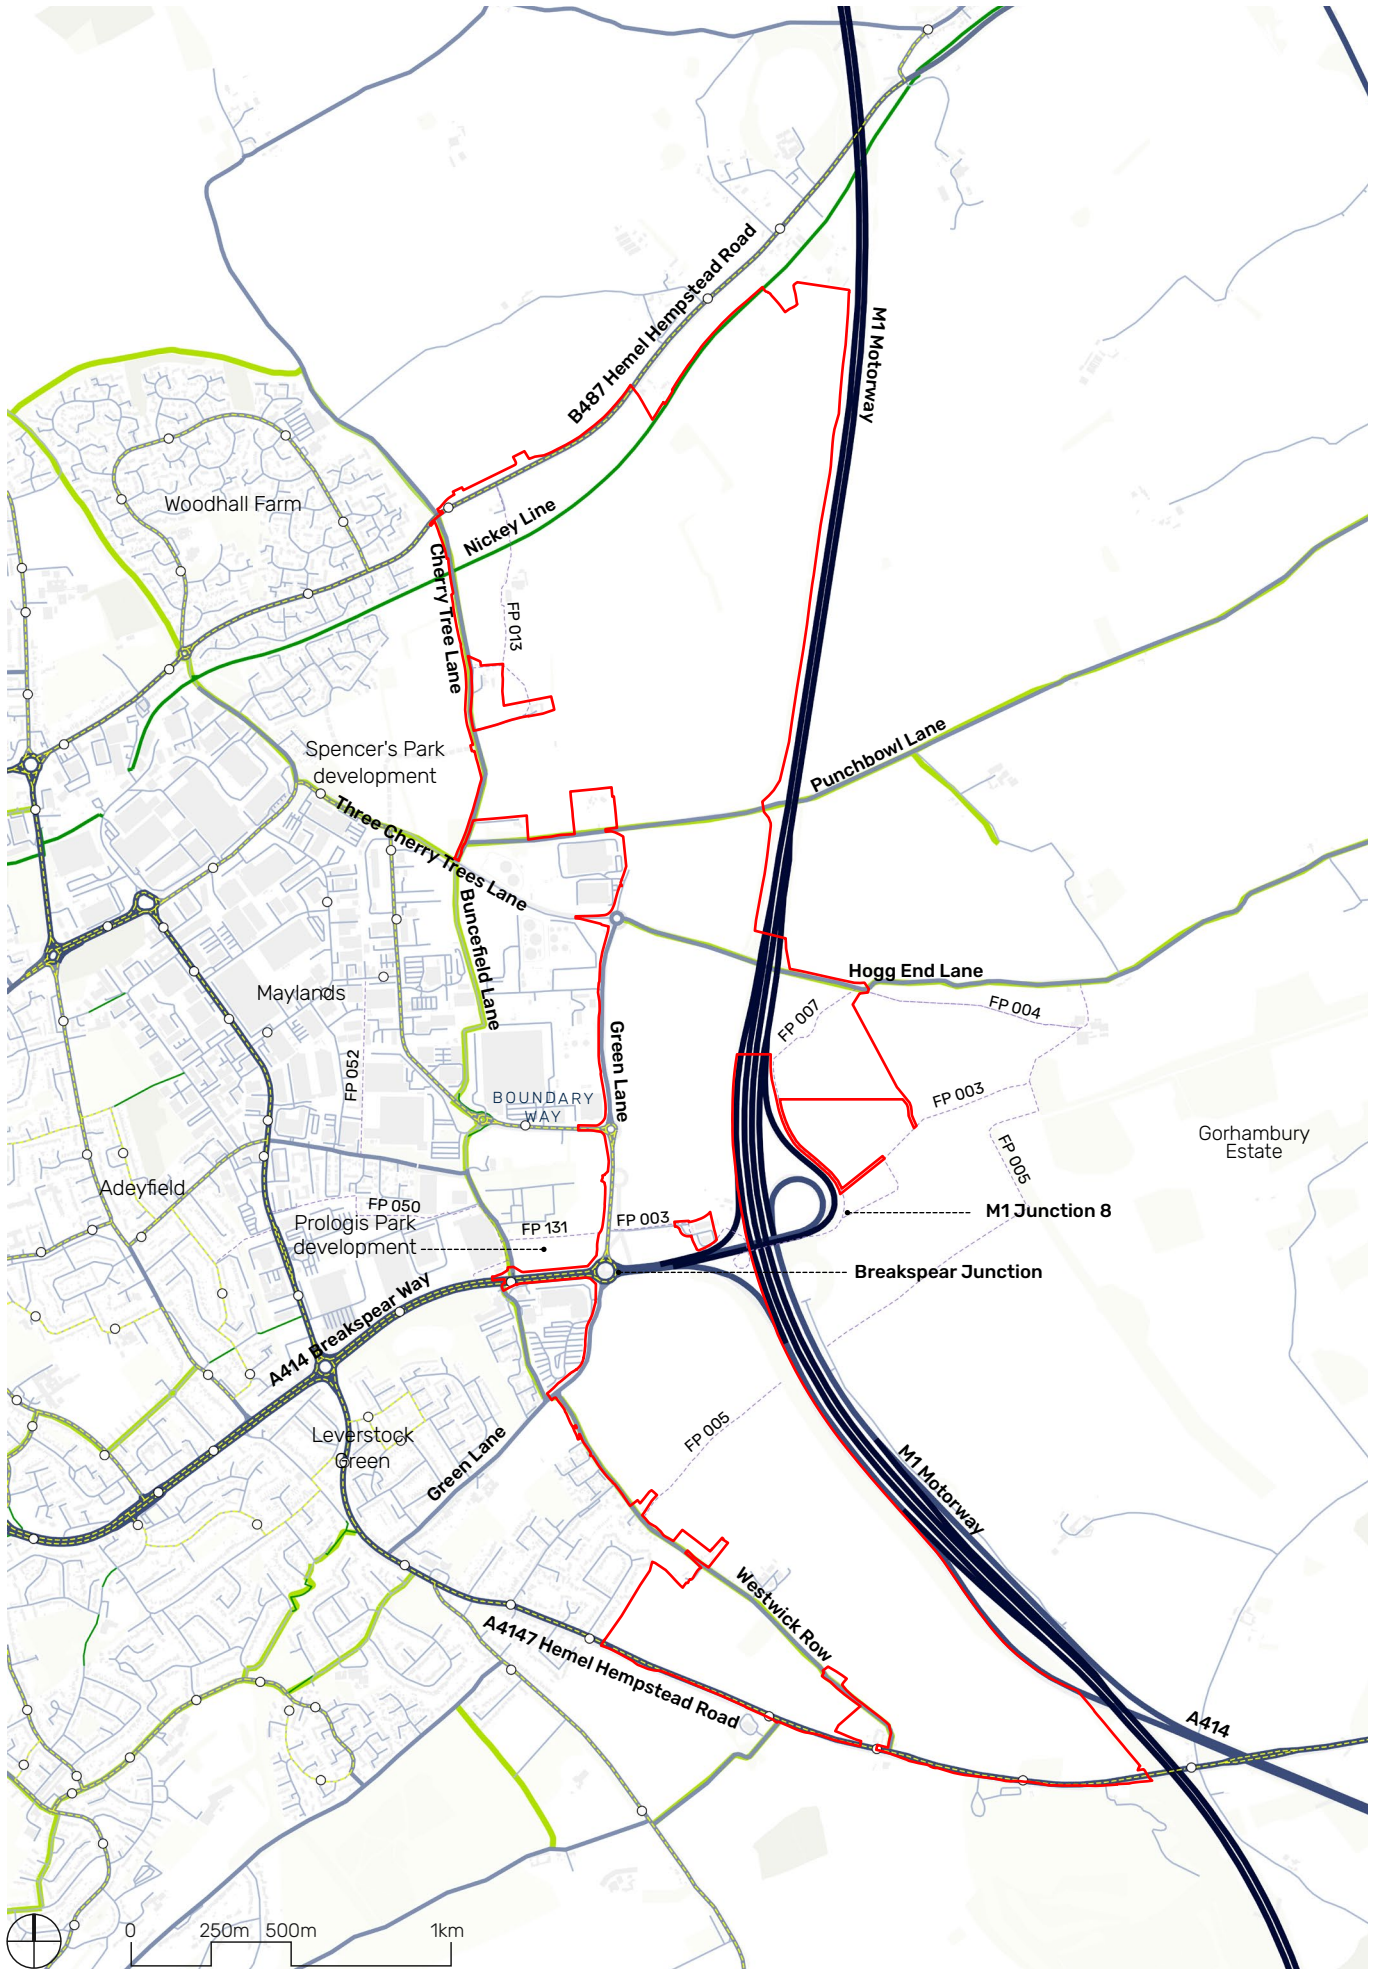 B487 Hemel Hempstead Road
M1 Motorway
Woodhall Farm
Nickey Line
Cherry Tree Lane
FP 013
Spencer's Park
development
Punchbowl Lane
Three Cherry Trees Lane
Buncefield Lane
Hogg End Lane
Maylands
FP 004
FP 007
Green Lane
FP 052
BOUNDARY
WAY
FP 003
Gorhambury
Estate
FP 005
Adeyfield
FP 050
Prologis Park
development
FP 131
FP 003
M1 Junction 8
Breakspear Junction
A414 Breakspear Way
Leverstock
Green
Green Lane
FP 005
M1 Motorway
Westwick Row
A4147 Hemel Hempstead Road
A414
0
250m
500m
1km